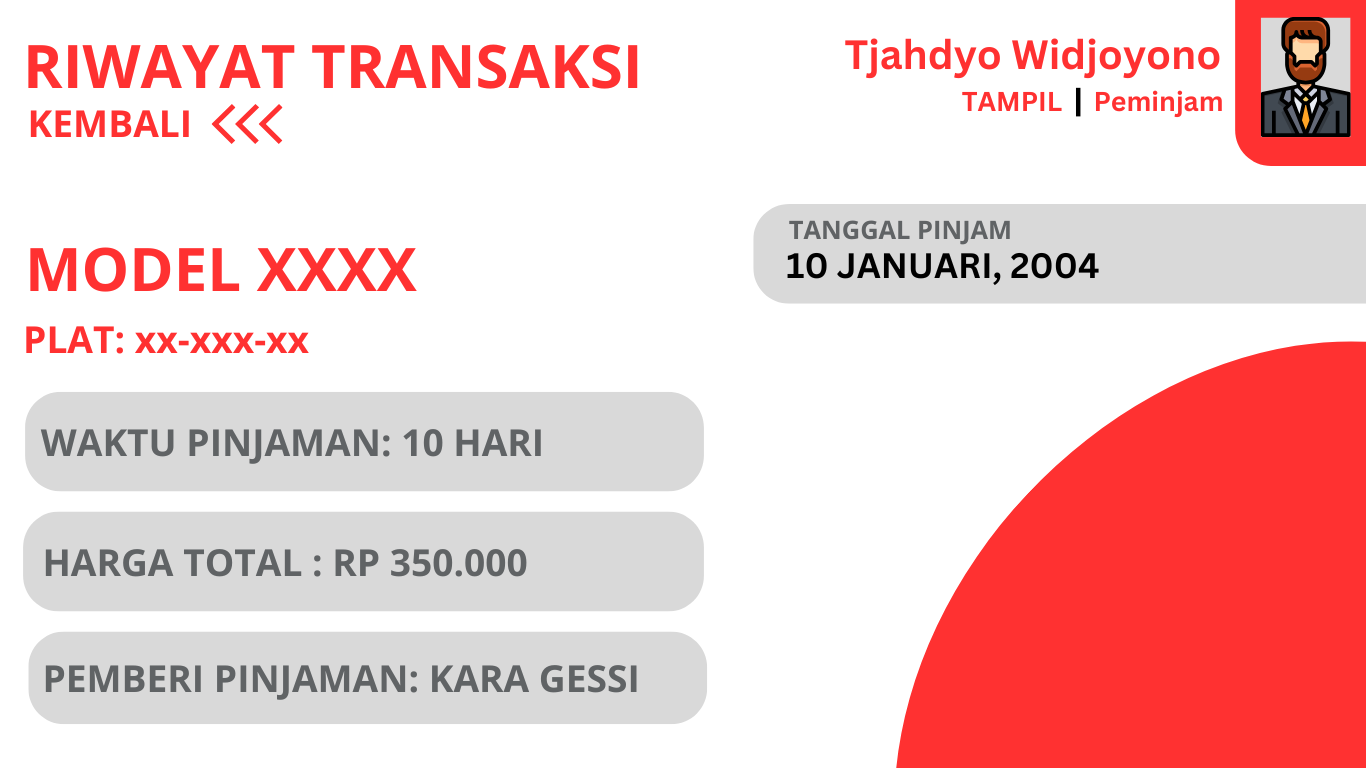 RIWAYAT TRANSAKSI
KEMBALI
Tjahdyo Widjoyono
TAMPIL | Peminjam
TANGGAL PINJAM
10 JANUARI, 2004
MODEL XXXX
PLAT: xx-xxx-xx
WAKTU PINJAMAN: 10 HARI
HARGA TOTAL : RP 350.000
PEMBERI PINJAMAN: KARA GESSI